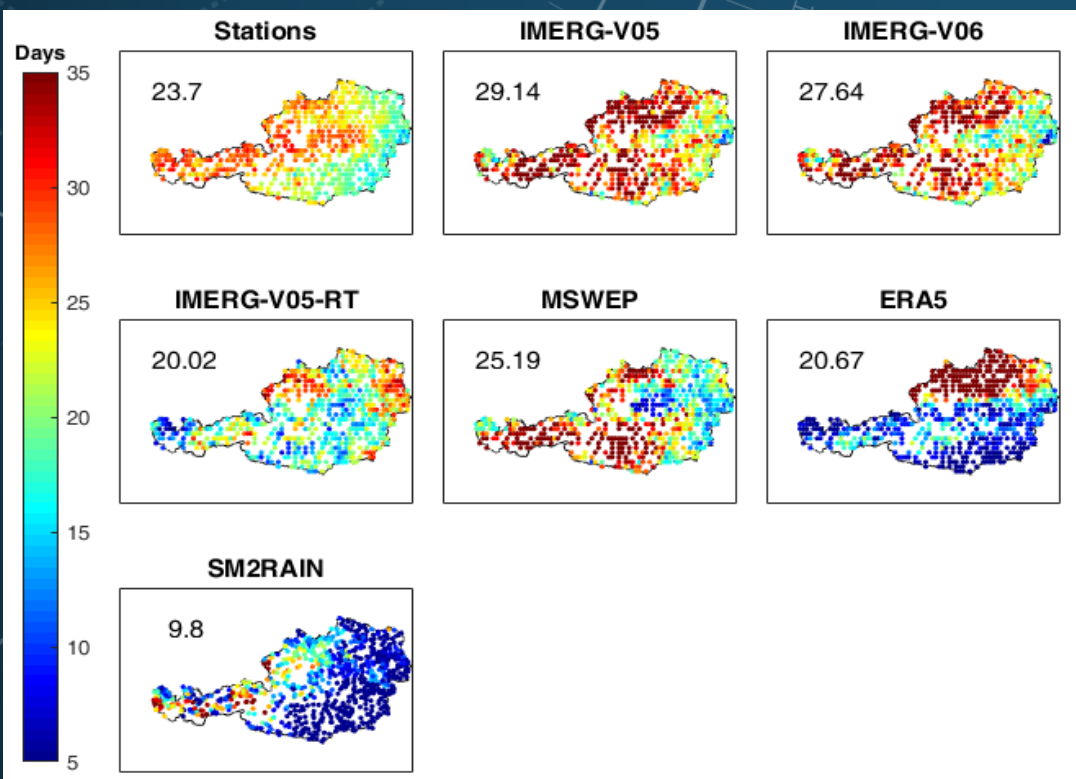 Days
35
30
25
20
15
10
5
Stations
23.7
IMERG-V05
29.14
IMERG-V06
27.64
IMERG-V05-RT
20.02
MSWEP
25.19
ERA5
20.67
SM2RAIN
9.8